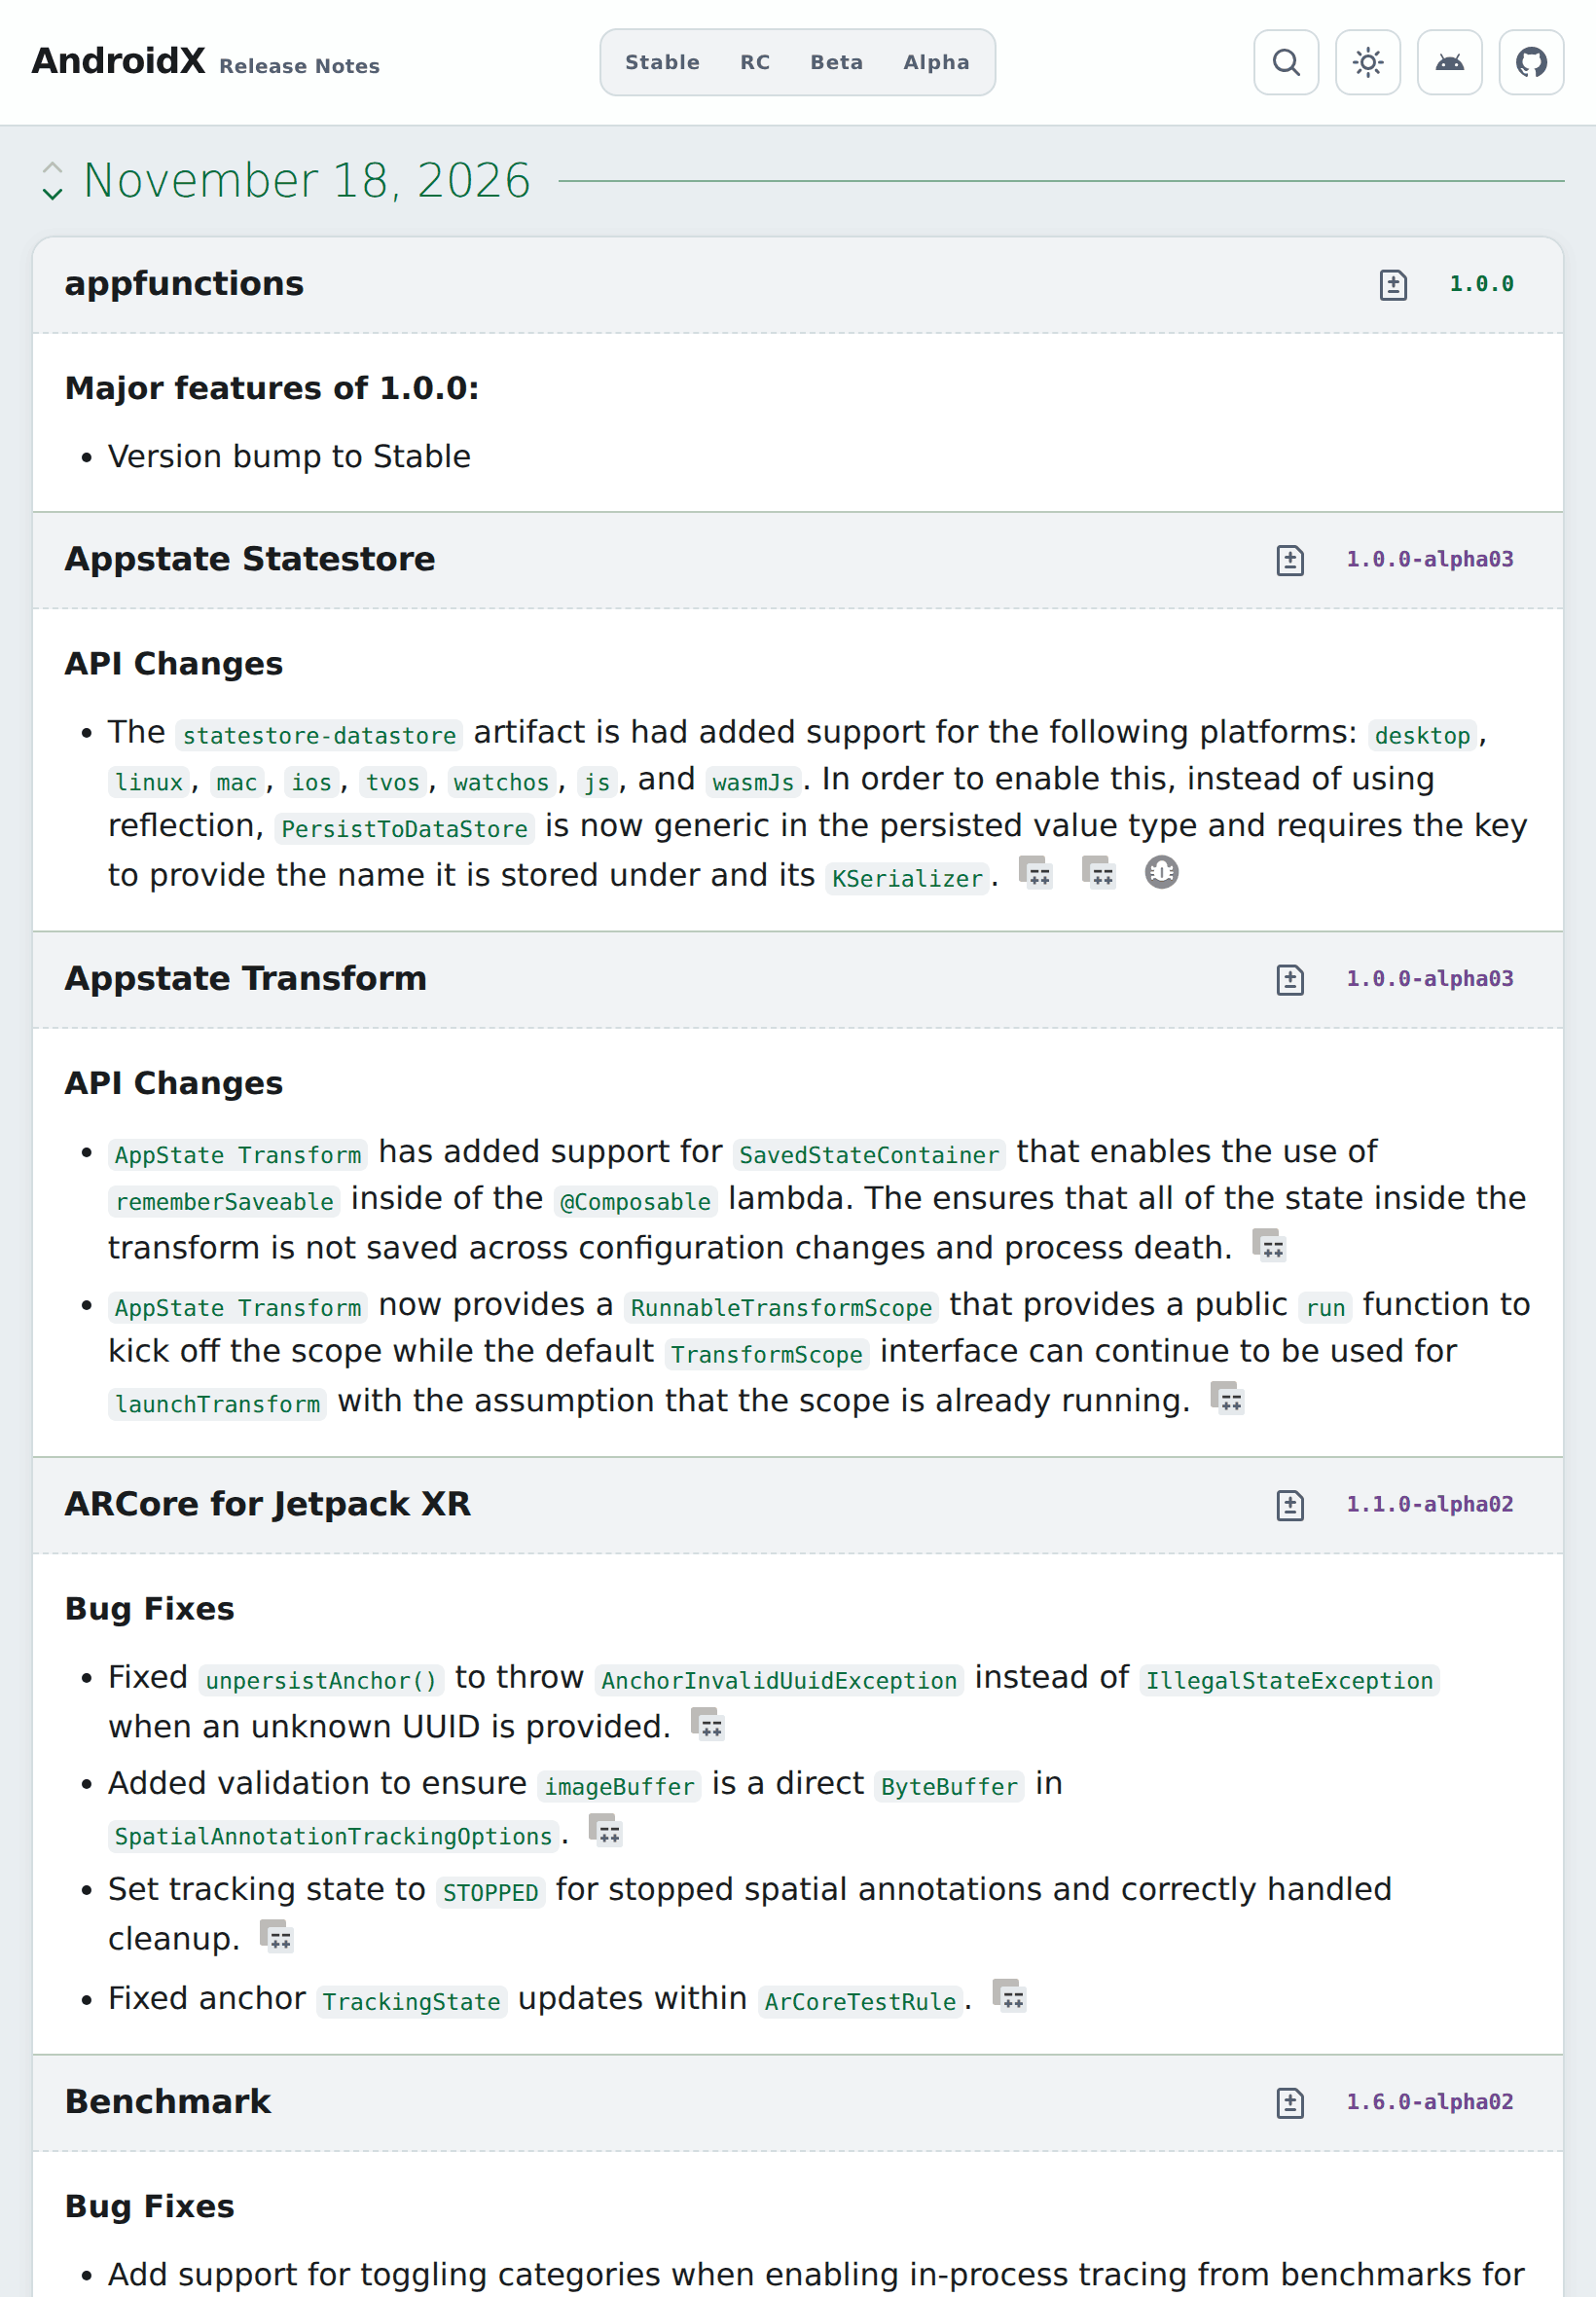 AndroidX Release Notes
Stable RC Beta Alpha
November 18, 2026
appfunctions 1.0.0
Major features of 1.0.0:
• Version bump to Stable
Appstate Statestore 1.0.0-alpha03
API Changes
• The statestore-datastore artifact is had added support for the following platforms: desktop,
linux, mac, ios, tvos, watchos, js, and wasmJs. In order to enable this, instead of using
reflection, PersistToDataStore is now generic in the persisted value type and requires the key
to provide the name it is stored under and its KSerializer.
Appstate Transform 1.0.0-alpha03
API Changes
• AppState Transform has added support for SavedStateContainer that enables the use of
rememberSaveable inside of the @Composable lambda. The ensures that all of the state inside the
transform is not saved across configuration changes and process death.
• AppState Transform now provides a RunnableTransformScope that provides a public run function to
kick off the scope while the default TransformScope interface can continue to be used for
launchTransform with the assumption that the scope is already running.
ARCore for Jetpack XR 1.1.0-alpha02
Bug Fixes
• Fixed unpersistAnchor() to throw AnchorInvalidUuidException instead of IllegalStateException
when an unknown UUID is provided.
• Added validation to ensure imageBuffer is a direct ByteBuffer in
SpatialAnnotationTrackingOptions.
• Set tracking state to STOPPED for stopped spatial annotations and correctly handled
cleanup.
• Fixed anchor TrackingState updates within ArCoreTestRule.
Benchmark 1.6.0-alpha02
Bug Fixes
• Add support for toggling categories when enabling in-process tracing from benchmarks for